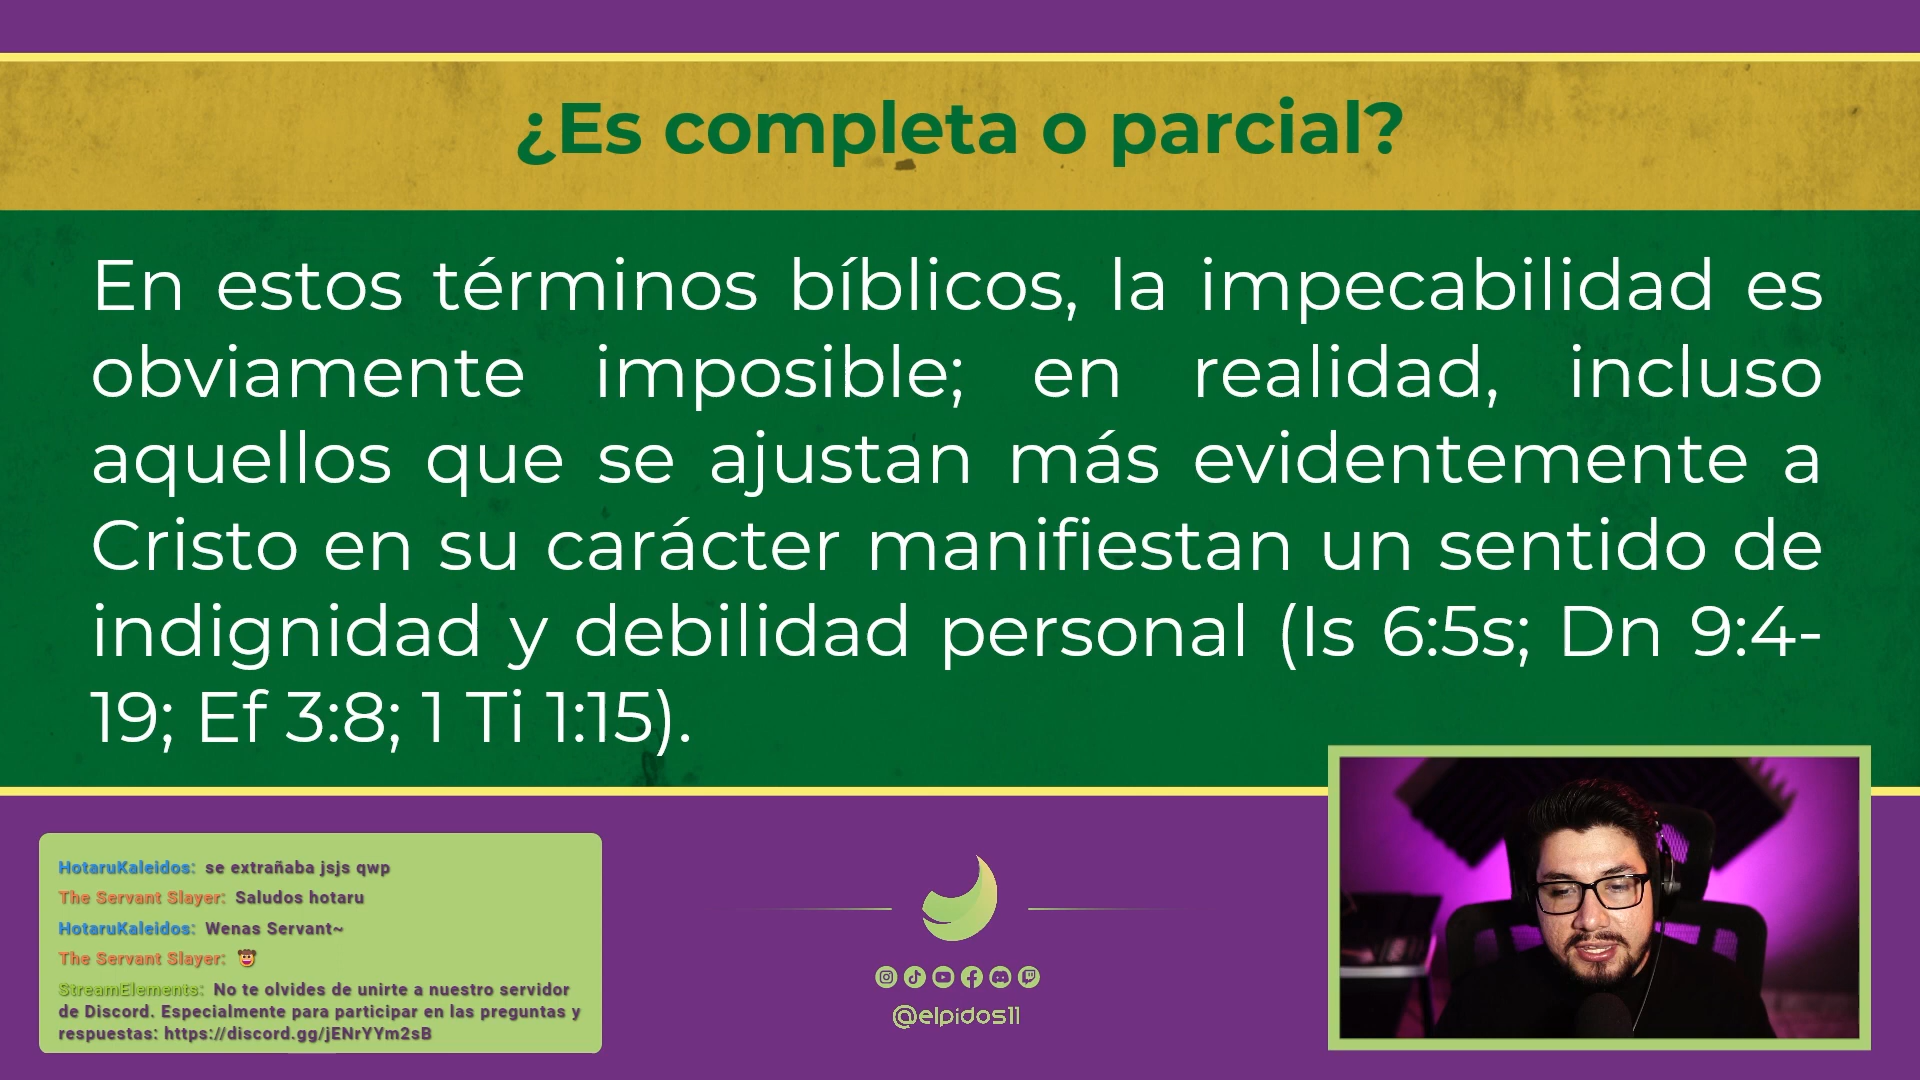 ¿Es completa o parcial?
En estos términos bíblicos, la impecabilidad es
obviamente imposible; en realidad, incluso
aquellos que se ajustan más evidentemente a
Cristo en su carácter manifiestan un sentido de
indignidad y debilidad personal (Is 6:5s; Dn 9:4-
19; Ef 3:8; 1 Ti 1:15).
HotaruKaleidos: se extrañaba jsjs qwp
The Servant Slayer: Saludos hotaru
HotaruKaleidos: Wenas Servant~
The Servant Slayer: 🤠
StreamElements: No te olvides de unirte a nuestro servidor
de Discord. Especialmente para participar en las preguntas y
respuestas: https://discord.gg/jENrYYm2sB
@elpidos11